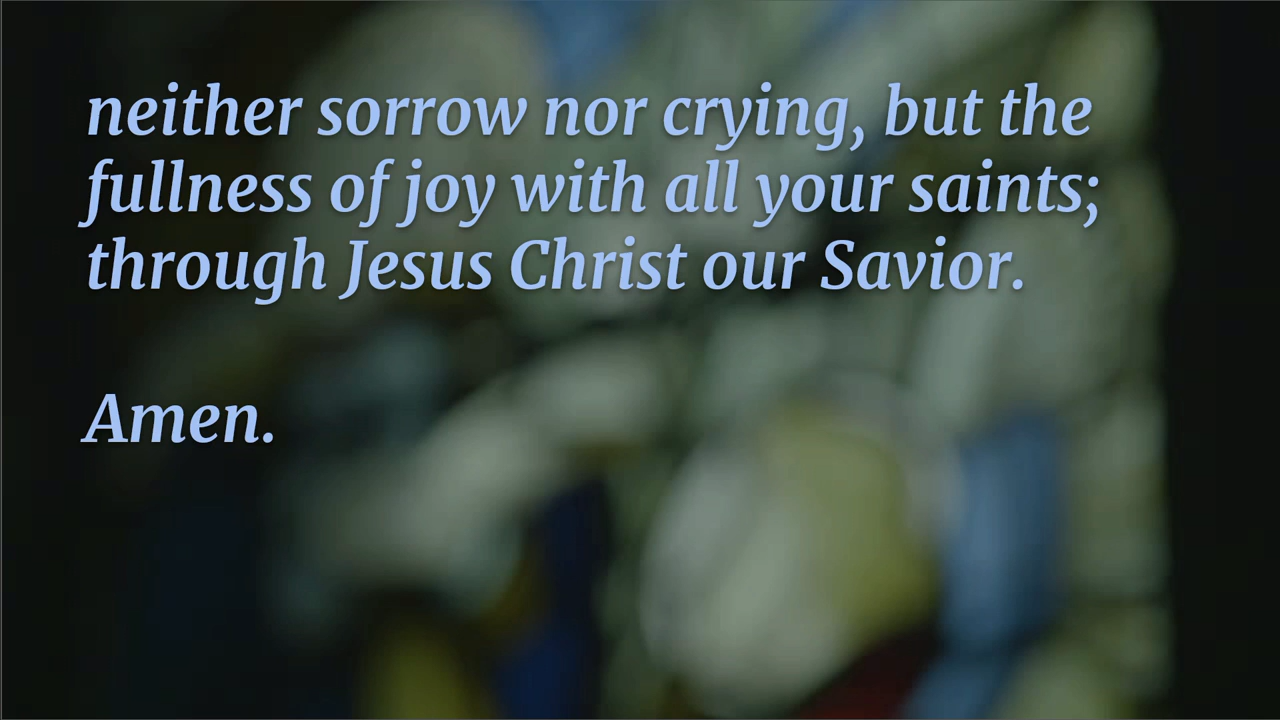 neither sorrow nor crying, but the
fullness of joy with all your saints;
through Jesus Christ our Savior.
Amen.